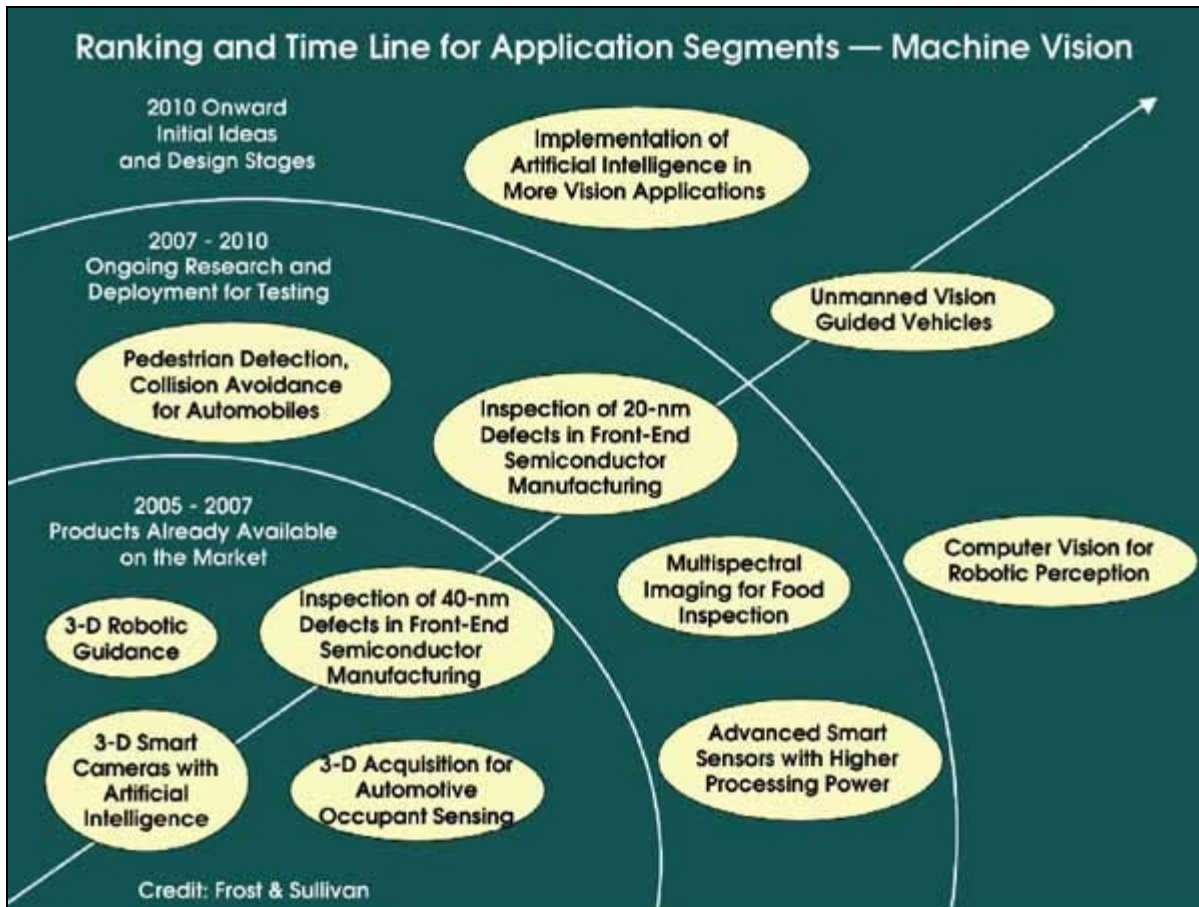 Ranking and Time Line for Application Segments — Machine Vision
2010 Onward
Initial Ideas
and Design Stages
Implementation of
Artificial Intelligence in
More Vision Applications
2007 - 2010
Ongoing Research and
Deployment for Testing
Unmanned Vision
Guided Vehicles
Pedestrian Detection,
Collision Avoidance
for Automobiles
Inspection of 20-nm
Defects in Front-End
Semiconductor
Manufacturing
2005 - 2007
Products Already Available
on the Market
Multispectral
Imaging for Food
Inspection
Computer Vision for
Robotic Perception
3-D Robotic
Guidance
Inspection of 40-nm
Defects in Front-End
Semiconductor
Manufacturing
3-D Smart
Cameras with
Artificial
Intelligence
3-D Acquisition for
Automotive
Occupant Sensing
Advanced Smart
Sensors with Higher
Processing Power
Credit: Frost & Sullivan